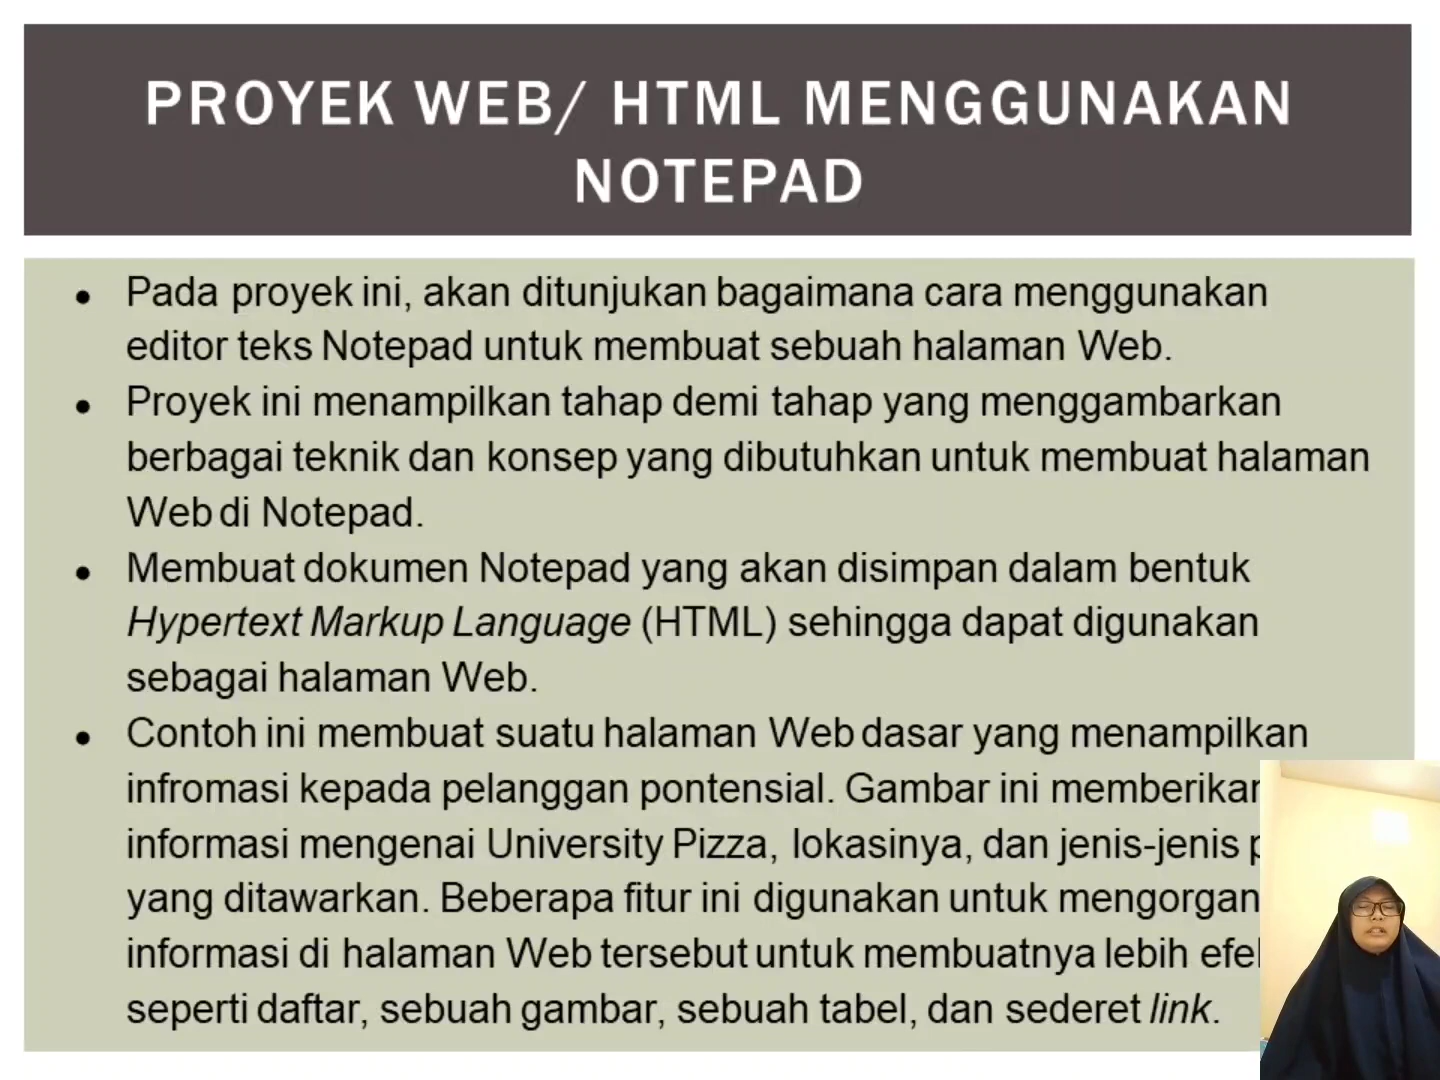 PROYEK WEB/ HTML MENGGUNAKAN
NOTEPAD
• Pada proyek ini, akan ditunjukan bagaimana cara menggunakan
editor teks Notepad untuk membuat sebuah halaman Web.
• Proyek ini menampilkan tahap demi tahap yang menggambarkan
berbagai teknik dan konsep yang dibutuhkan untuk membuat halaman
Web di Notepad.
• Membuat dokumen Notepad yang akan disimpan dalam bentuk
Hypertext Markup Language (HTML) sehingga dapat digunakan
sebagai halaman Web.
• Contoh ini membuat suatu halaman Web dasar yang menampilkan
infromasi kepada pelanggan pontensial. Gambar ini
informasi mengenai University Pizza, lokasinya, dan jenis-jenis
yang ditawarkan. Beberapa fitur ini digunakan untuk
informasi di halaman Web tersebut untuk membuatnya lebih
seperti daftar, sebuah gambar, sebuah tabel, dan sederet link.